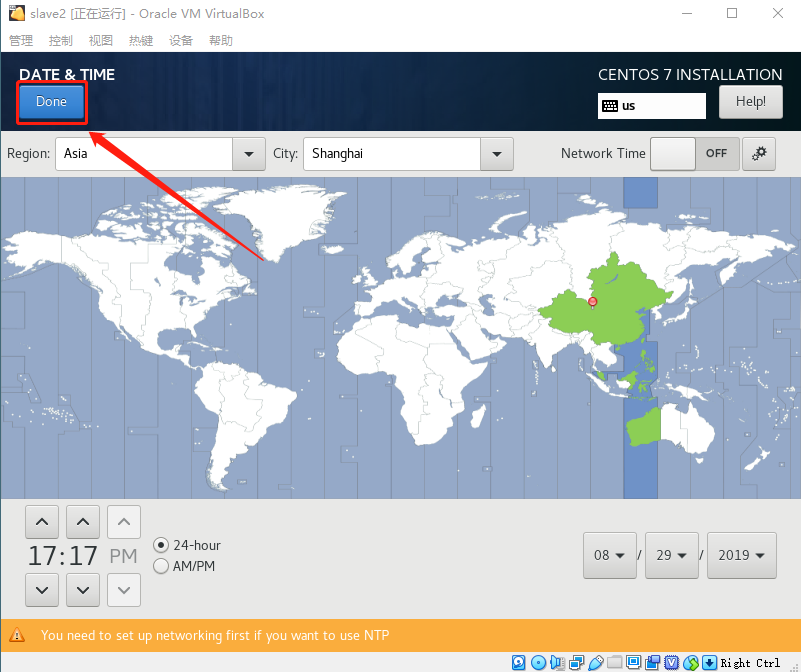 slave2 [正在运行] - Oracle VM VirtualBox
管理 控制 视图 热键 设备 帮助
DATE & TIME
CENTOS 7 INSTALLATION
Done
us
Help!
Region: Asia City: Shanghai Network Time OFF
17:17 PM
24-hour
AM/PM
08 / 29 / 2019
You need to set up networking first if you want to use NTP
Right Ctrl